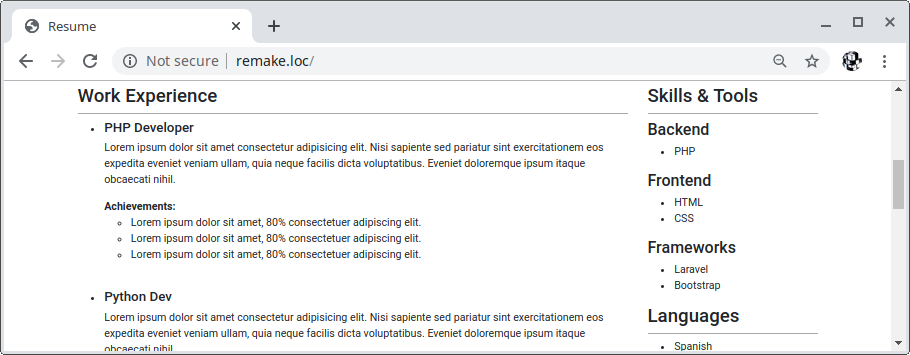 Resume
Not secure | remake.loc/
Work Experience
PHP Developer
Lorem ipsum dolor sit amet consectetur adipisicing elit. Nisi sapiente sed pariatur sint exercitationem eos
expedita eveniet veniam ullam, quia neque facilis dicta voluptatibus. Eveniet doloremque ipsum itaque
obcaecati nihil.
Achievements:
Lorem ipsum dolor sit amet, 80% consectetuer adipiscing elit.
Lorem ipsum dolor sit amet, 80% consectetuer adipiscing elit.
Lorem ipsum dolor sit amet, 80% consectetuer adipiscing elit.
Python Dev
Lorem ipsum dolor sit amet consectetur adipisicing elit. Nisi sapiente sed pariatur sint exercitationem eos
expedita eveniet veniam ullam, quia neque facilis dicta voluptatibus. Eveniet doloremque ipsum itaque
obcaecati nihil.
Skills & Tools
Backend
PHP
Frontend
HTML
CSS
Frameworks
Laravel
Bootstrap
Languages
Spanish